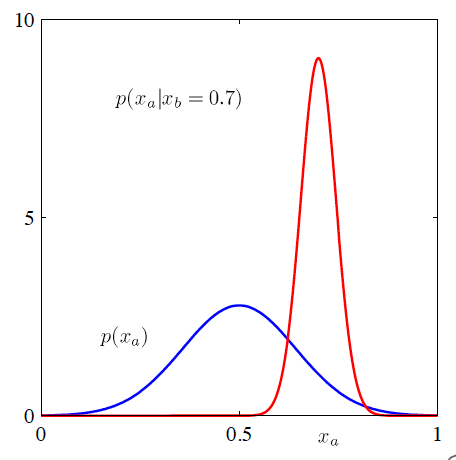 10
p(x_a|x_b = 0.7)
5
p(x_a)
0
0 0.5 x_a 1